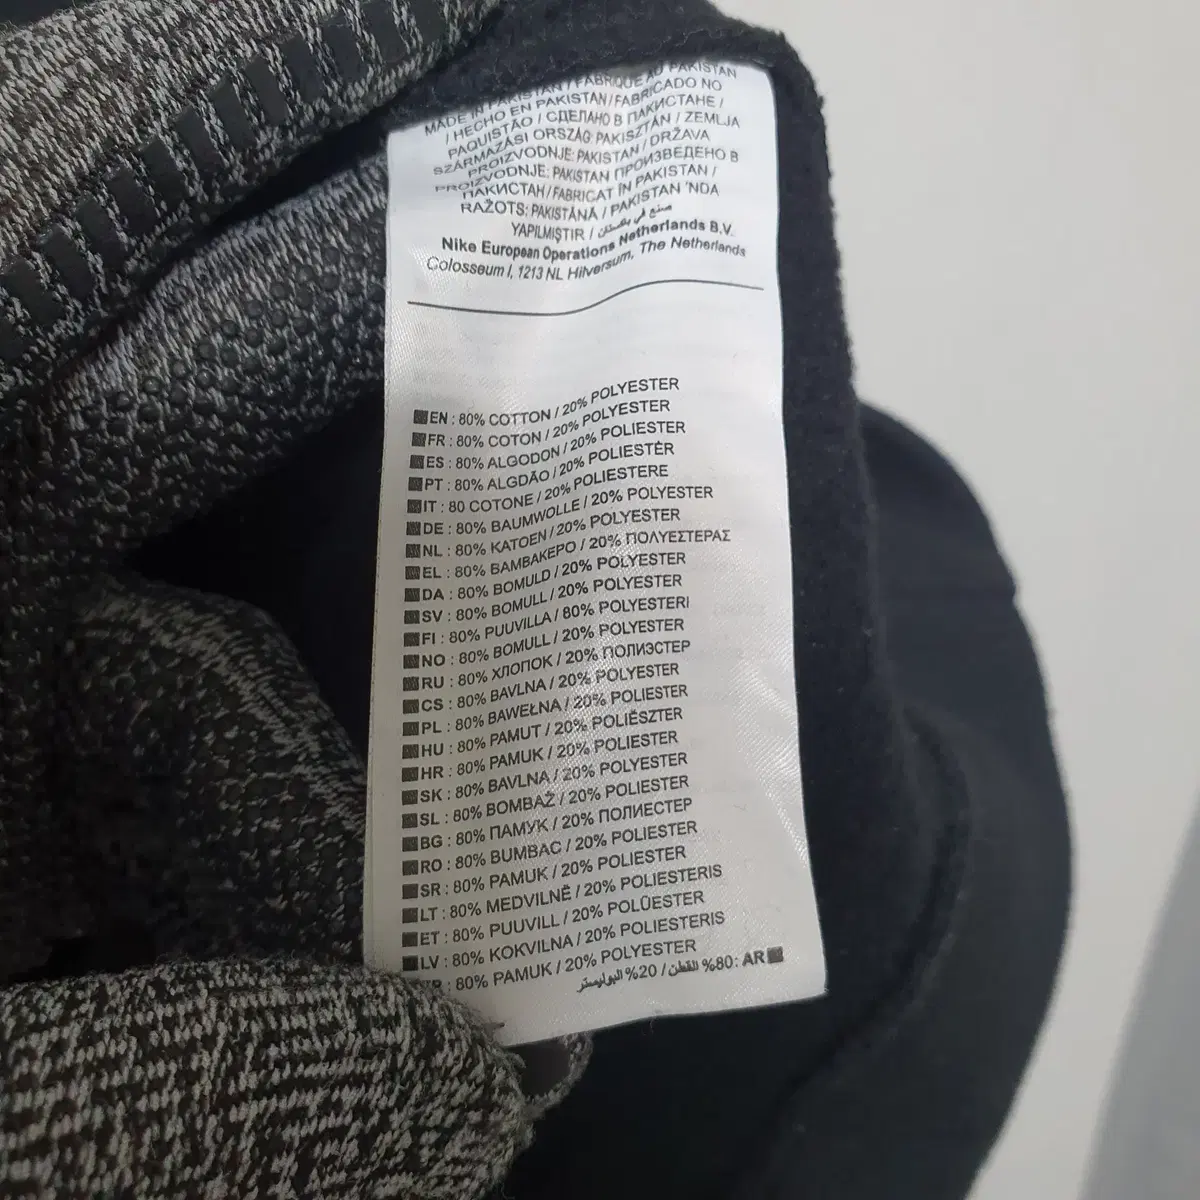 MADE IN PAKISTAN / FABRIQUE AU PAKISTAN
/ HECHO EN PAKISTAN / FABRICADO NO
PAQUISTÃO / СДЕЛАНО В ПАКИСТАНЕ /
SZÁRMAZÁSI ORSZÁG: PAKISZTÁN / ZEMLJA
PROIZVODNJE: PAKISTAN / DRŽAVA
PROIZVODNJE: PAKISTAN ПРОИЗВЕДЕНО В
ПАКИСТАН / FABRICAT ÎN PAKISTAN /
RAŽOTS: PAKISTĀNĀ / PAKISTAN 'NDA
YAPILMIŞTIR / صنع في باكستان
Nike European Operations Netherlands B.V.
Colosseum I, 1213 NL Hilversum, The Netherlands
EN : 80% COTTON / 20% POLYESTER
FR : 80% COTON / 20% POLYESTER
ES : 80% ALGODON / 20% POLIESTER
PT : 80% ALGDÃO / 20% POLIESTÉR
IT : 80 COTONE / 20% POLIESTERE
DE : 80% BAUMWOLLE / 20% POLYESTER
NL : 80% KATOEN / 20% POLYESTER
EL : 80% ΒΑΜΒΑΚΕΡΟ / 20% ΠΟΛΥΕΣΤΕΡΑΣ
DA : 80% BOMULD / 20% POLYESTER
SV : 80% BOMULL / 20% POLYESTER
FI : 80% PUUVILLA / 80% POLYESTERI
NO : 80% BOMULL / 20% POLYESTER
RU : 80% ХЛОПОК / 20% ПОЛИЭСТЕР
CS : 80% BAVLNA / 20% POLYESTER
PL : 80% BAWEŁNA / 20% POLIESTER
HU : 80% PAMUT / 20% POLIÉSZTER
HR : 80% PAMUK / 20% POLIESTER
SK : 80% BAVLNA / 20% POLYESTER
SL : 80% BOMBAŽ / 20% POLIESTER
BG : 80% ПАМУК / 20% ПОЛИЕСТЕР
RO : 80% BUMBAC / 20% POLIESTER
SR : 80% PAMUK / 20% POLIESTER
LT : 80% MEDVILNĖ / 20% POLIESTERIS
ET : 80% PUUVILL / 20% POLÜESTER
LV : 80% KOKVILNA / 20% POLIESTERIS
: 80% PAMUK / 20% POLYESTER
AR :80% القطن / 20% البوليستر